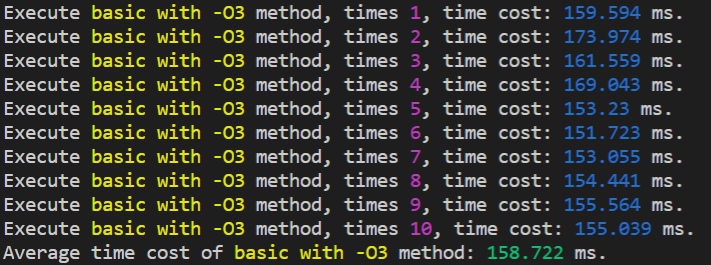 Execute basic with -O3 method, times 1, time cost: 159.594 ms.
Execute basic with -O3 method, times 2, time cost: 173.974 ms.
Execute basic with -O3 method, times 3, time cost: 161.559 ms.
Execute basic with -O3 method, times 4, time cost: 169.043 ms.
Execute basic with -O3 method, times 5, time cost: 153.23 ms.
Execute basic with -O3 method, times 6, time cost: 151.723 ms.
Execute basic with -O3 method, times 7, time cost: 153.055 ms.
Execute basic with -O3 method, times 8, time cost: 154.441 ms.
Execute basic with -O3 method, times 9, time cost: 155.564 ms.
Execute basic with -O3 method, times 10, time cost: 155.039 ms.
Average time cost of basic with -O3 method: 158.722 ms.